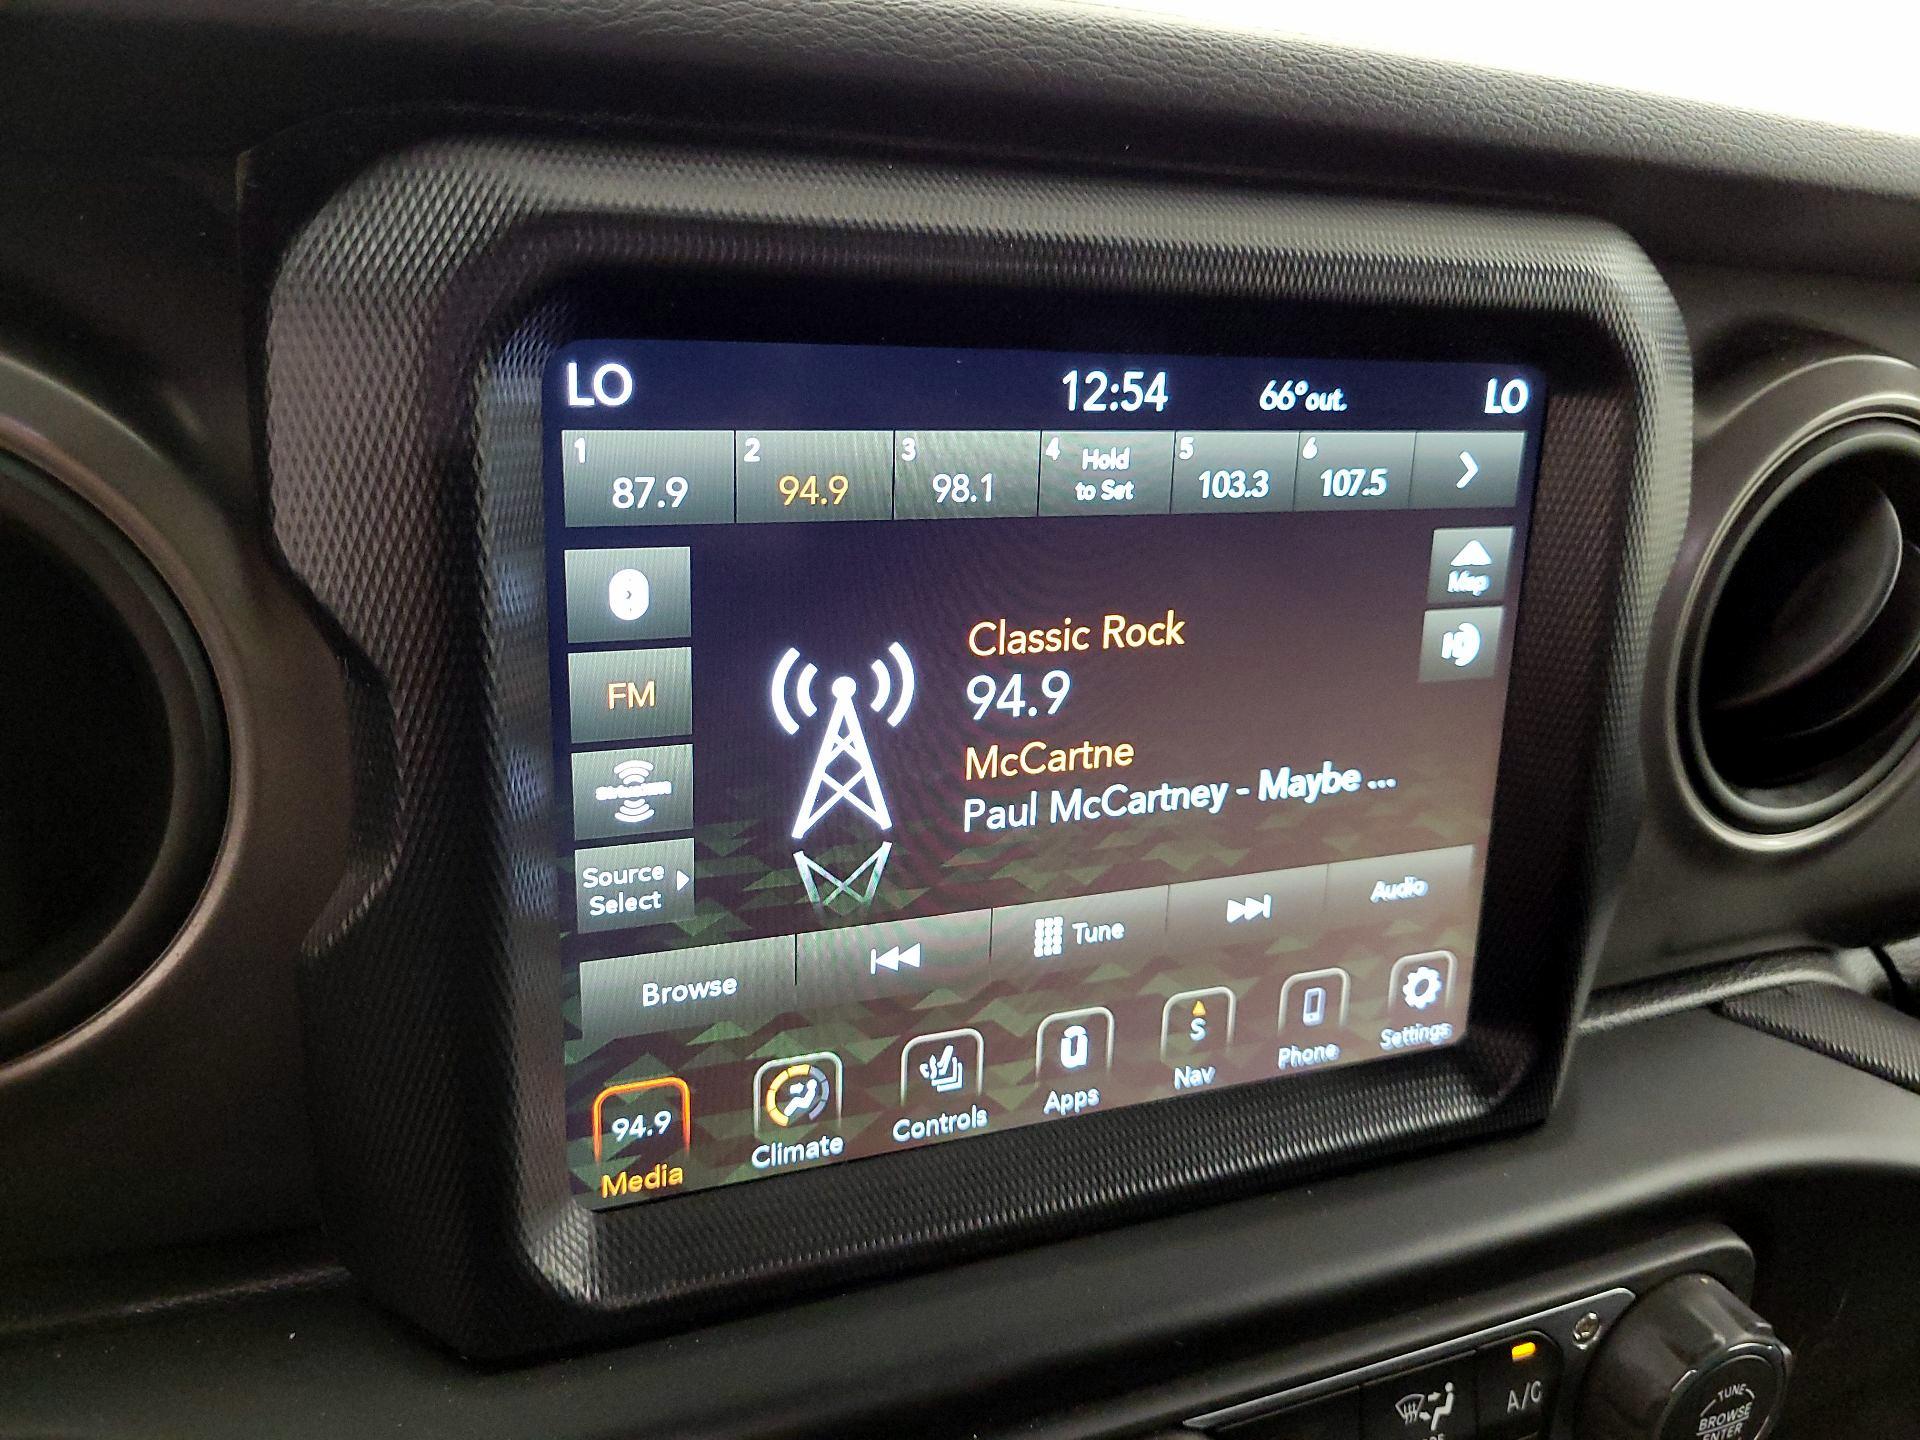 LO 12:54 66°out. LO
1 87.9
2 94.9
3 98.1
4 Hold to Set
5 103.3
6 107.5
Map
FM
SiriusXM
Source
Select
Classic Rock
94.9
McCartne
Paul McCartney - Maybe ...
Browse
Tune
Audio
94.9
Media
Climate
Controls
Apps
S
Nav
Phone
Settings
A/C
TUNE
BROWSE
ENTER